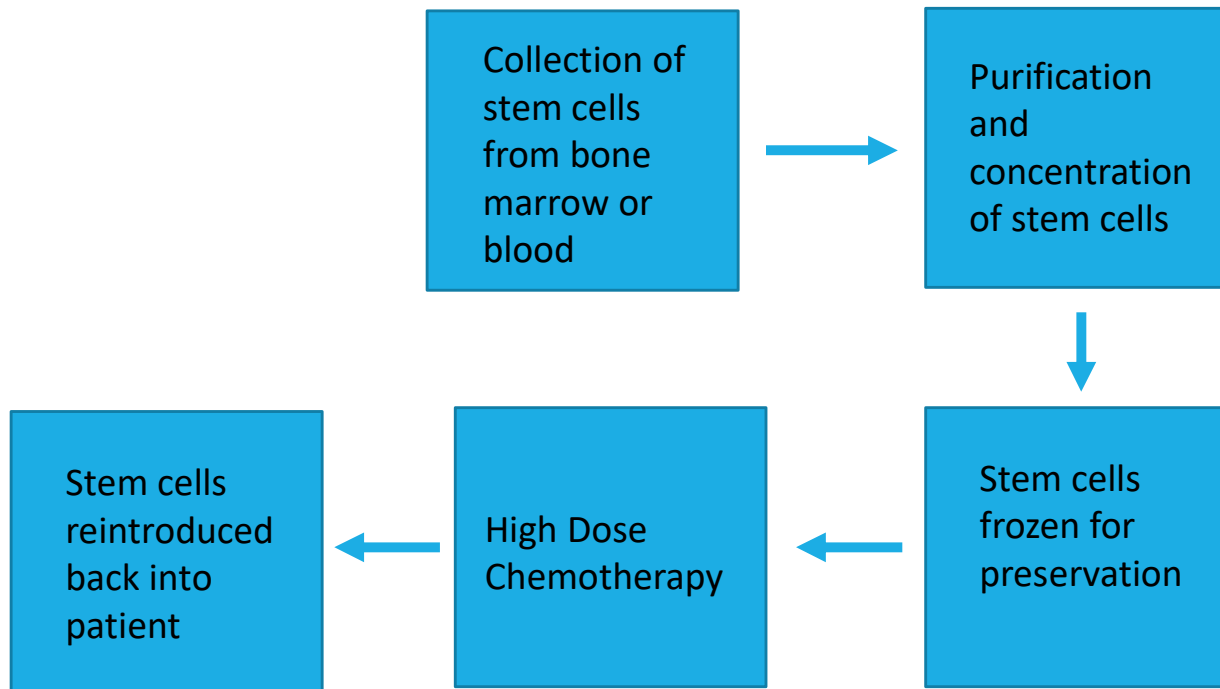 Collection of
stem cells
from bone
marrow or
blood
Purification
and
concentration
of stem cells
Stem cells
frozen for
preservation
High Dose
Chemotherapy
Stem cells
reintroduced
back into
patient